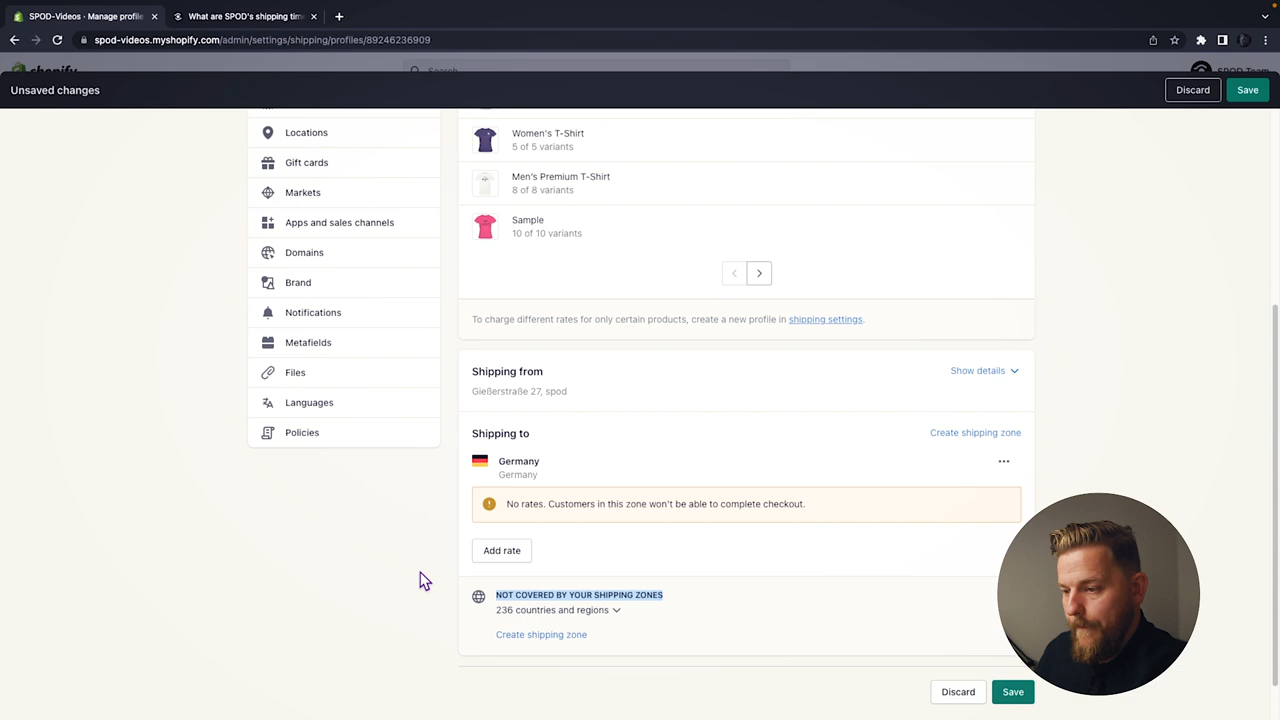 SPOD-Videos · Manage profile
What are SPOD's shipping tim
spod-videos.myshopify.com/admin/settings/shipping/profiles/89246236909
shopify
Search
SPOD Team
Unsaved changes
Discard
Save
Locations
Gift cards
Markets
Apps and sales channels
Domains
Brand
Notifications
Metafields
Files
Languages
Policies
Women's T-Shirt
5 of 5 variants
Men's Premium T-Shirt
8 of 8 variants
Sample
10 of 10 variants
To charge different rates for only certain products, create a new profile in shipping settings.
Shipping from
Show details
Gießerstraße 27, spod
Shipping to
Create shipping zone
Germany
Germany
No rates. Customers in this zone won't be able to complete checkout.
Add rate
NOT COVERED BY YOUR SHIPPING ZONES
236 countries and regions
Create shipping zone
Discard
Save